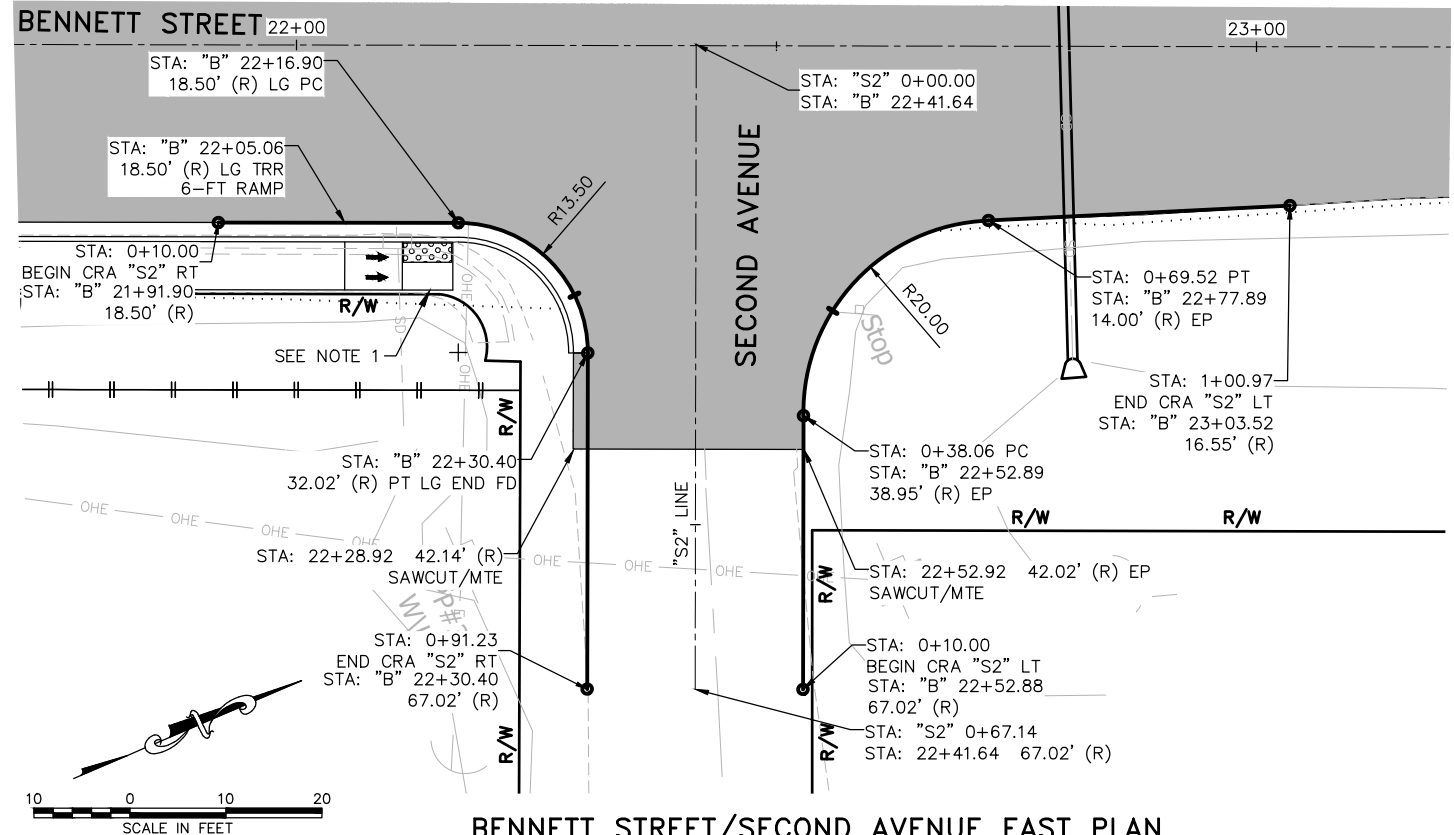 BENNETT STREET
22+00
23+00
STA: "B" 22+16.90
18.50' (R) LG PC
STA: "S2" 0+00.00
STA: "B" 22+41.64
STA: "B" 22+05.06
18.50' (R) LG TRR
6-FT RAMP
R13.50
SECOND AVENUE
STA: 0+10.00
BEGIN CRA "S2" RT
STA: "B" 21+91.90
18.50' (R)
R/W
OHE
SD
SEE NOTE 1
OHE
Stop
R20.00
STA: 0+69.52 PT
STA: "B" 22+77.89
14.00' (R) EP
STA: 1+00.97
END CRA "S2" LT
STA: "B" 23+03.52
16.55' (R)
R/W
STA: "B" 22+30.40
32.02' (R) PT LG END FD
STA: 0+38.06 PC
STA: "B" 22+52.89
38.95' (R) EP
OHE
OHE
OHE
OHE
OHE
OHE
OHE
"S2" LINE
R/W
R/W
STA: 22+28.92 42.14' (R)
SAWCUT/MTE
STA: 22+52.92 42.02' (R) EP
SAWCUT/MTE
R/W
STA: 0+91.23
END CRA "S2" RT
STA: "B" 22+30.40
67.02' (R)
STA: 0+10.00
BEGIN CRA "S2" LT
STA: "B" 22+52.88
67.02' (R)
R/W
R/W
STA: "S2" 0+67.14
STA: 22+41.64 67.02' (R)
N
10 0 10 20
SCALE IN FEET
BENNETT STREET/SECOND AVENUE EAST PLAN